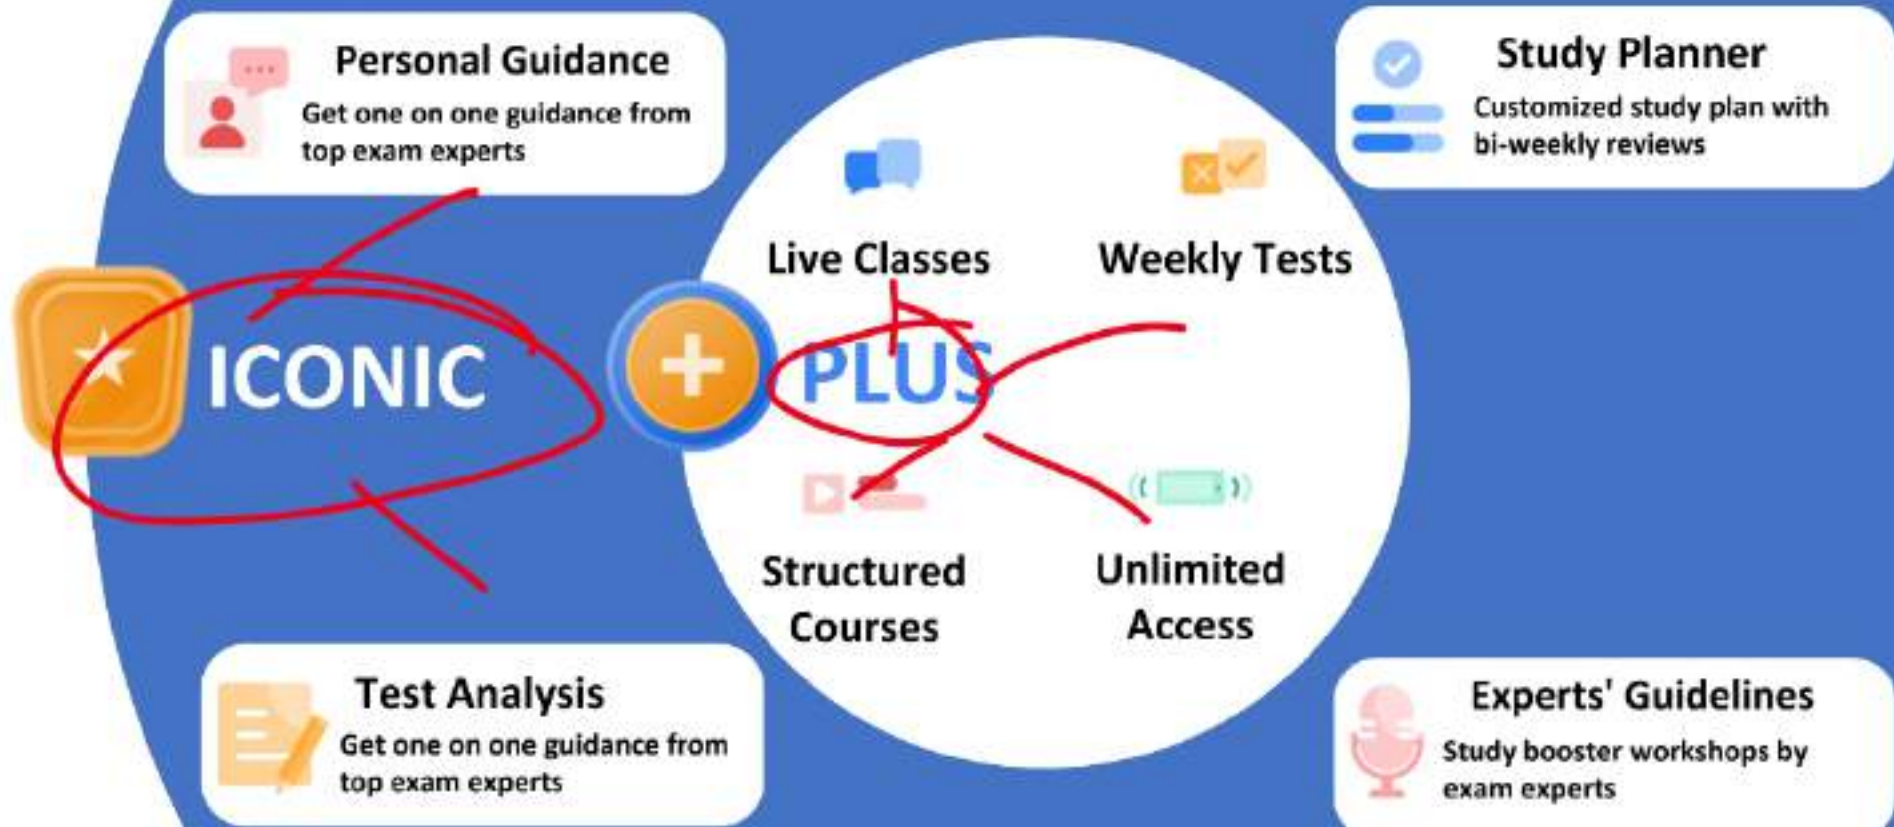 Personal Guidance
Get one on one guidance from
top exam experts
Study Planner
Customized study plan with
bi-weekly reviews
Live Classes
Weekly Tests
ICONIC
PLUS
Structured
Courses
Unlimited
Access
Test Analysis
Get one on one guidance from
top exam experts
Experts' Guidelines
Study booster workshops by
exam experts